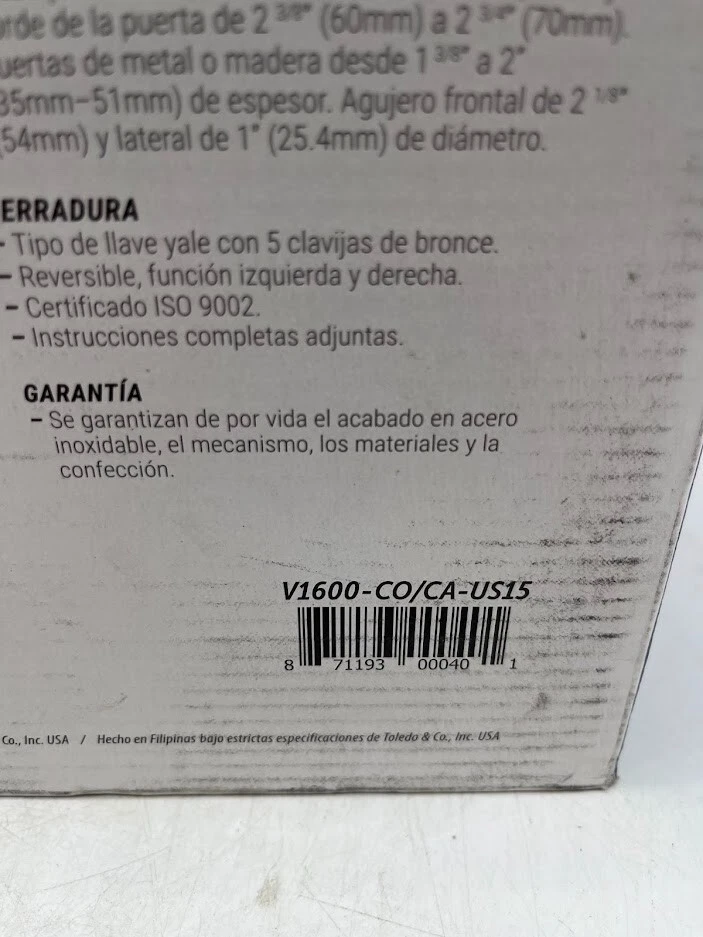 de la puerta de 2 3/8" (60mm) a 2 3/4" (70mm).
uertas de metal o madera desde 1 3/8" a 2"
35mm–51mm) de espesor. Agujero frontal de 2 1/8"
54mm) y lateral de 1" (25.4mm) de diámetro.
ERRADURA
- Tipo de llave yale con 5 clavijas de bronce.
– Reversible, función izquierda y derecha.
– Certificado ISO 9002.
– Instrucciones completas adjuntas.
GARANTÍA
– Se garantizan de por vida el acabado en acero
inoxidable, el mecanismo, los materiales y la
confección.
V1600-CO/CA-US15
8 71193 00040 1
Co., Inc. USA / Hecho en Filipinas bajo estrictas especificaciones de Toledo & Co., Inc. USA